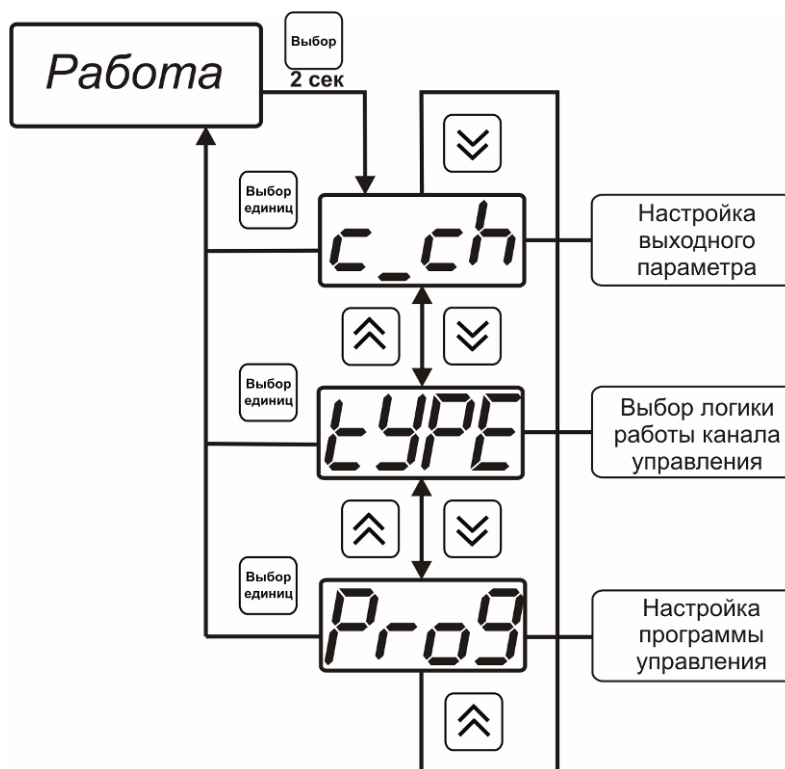 Работа
Выбор
2 сек
Выбор
единиц
c_ch
Настройка
выходного
параметра
Выбор
единиц
tYPE
Выбор логики
работы канала
управления
Выбор
единиц
Prog
Настройка
программы
управления